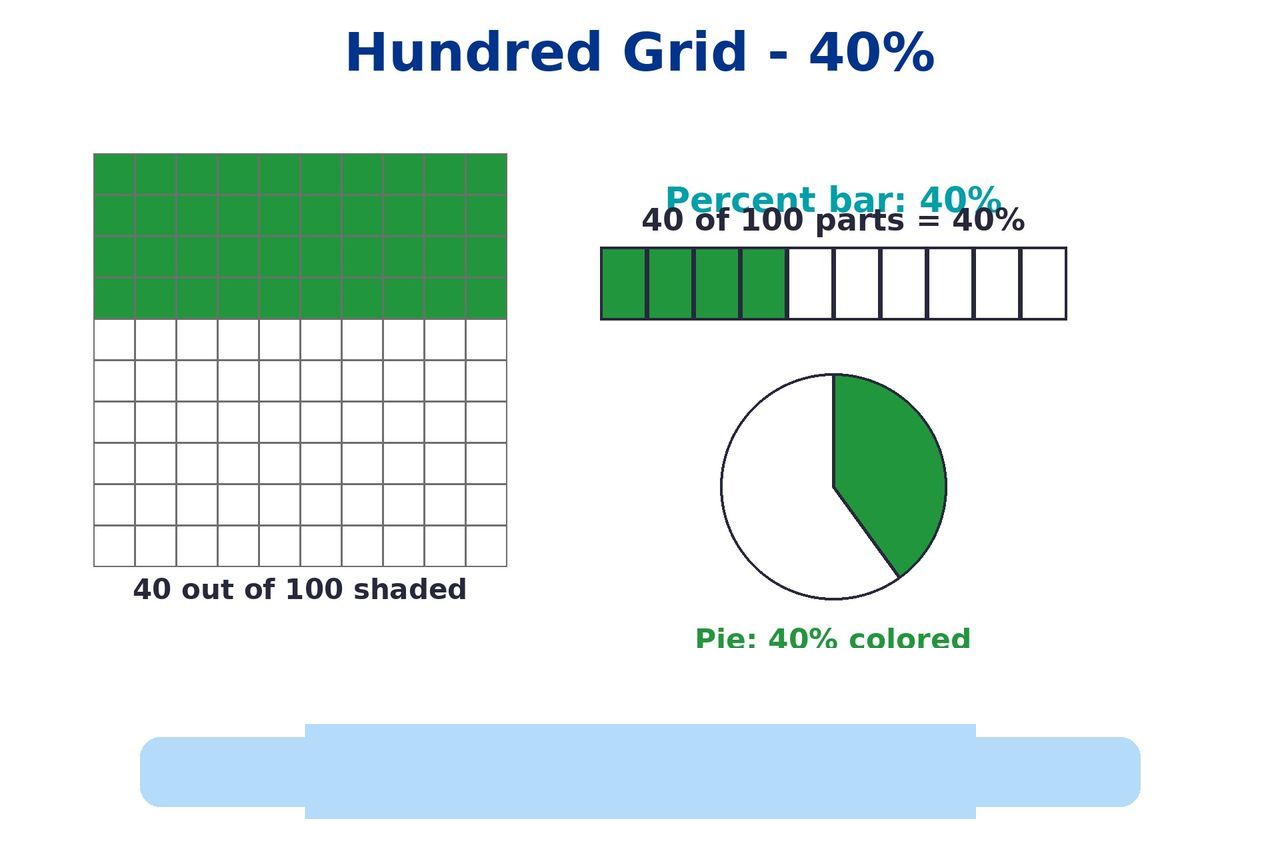 Hundred Grid - 40%
Percent bar: 40%
40 of 100 parts = 40%
40 out of 100 shaded
Pie: 40% colored